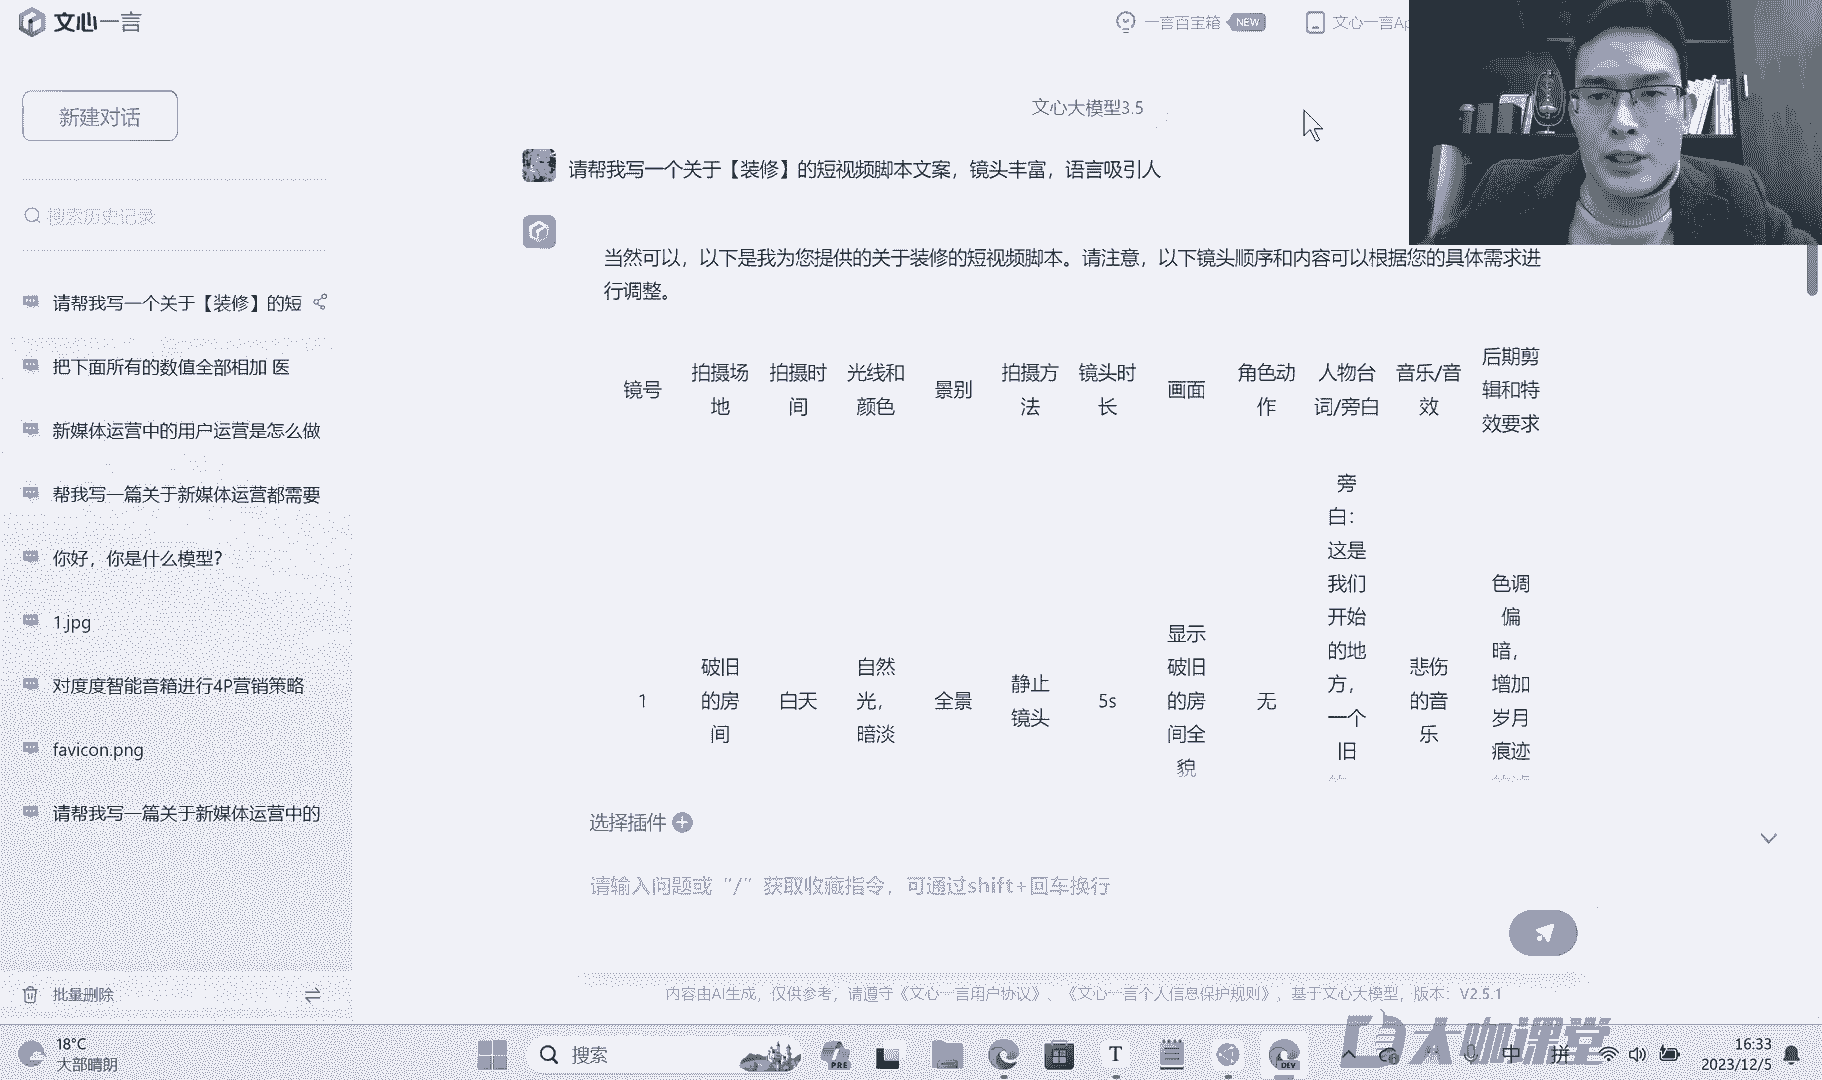 文心一言
一言百宝箱 NEW
文心一言Ap
新建对话
搜索历史记录
请帮我写一个关于【装修】的短
把下面所有的数值全部相加 医
新媒体运营中的用户运营是怎么做
帮我写一篇关于新媒体运营都需要
你好，你是什么模型？
1.jpg
对度度智能音箱进行4P营销策略
favicon.png
请帮我写一篇关于新媒体运营中的
批量删除
文心大模型3.5
请帮我写一个关于【装修】的短视频脚本文案，镜头丰富，语言吸引人
当然可以，以下是我为您提供的关于装修的短视频脚本。请注意，以下镜头顺序和内容可以根据您的具体需求进
行调整。
镜号
拍摄场
地
拍摄时
间
光线和
颜色
景别
拍摄方
法
镜头时
长
画面
角色动
作
人物台
词/旁白
音乐/音
效
后期剪
辑和特
效要求
1
破旧
的房
间
白天
自然
光，
暗淡
全景
静止
镜头
5s
显示
破旧
的房
间全
貌
无
旁
白：
这是
我们
开始
的地
方，
一个
旧
悲伤
的音
乐
色调
偏
暗，
增加
岁月
痕迹
选择插件
请输入问题或“/”获取收藏指令，可通过shift+回车换行
内容由AI生成，仅供参考，请遵守《文心一言用户协议》、《文心一言个人信息保护规则》，基于文心大模型，版本：V2.5.1
大咖课堂
18°C
大部晴朗
搜索
PRE
T
DEV
中
拼
16:33
2023/12/5